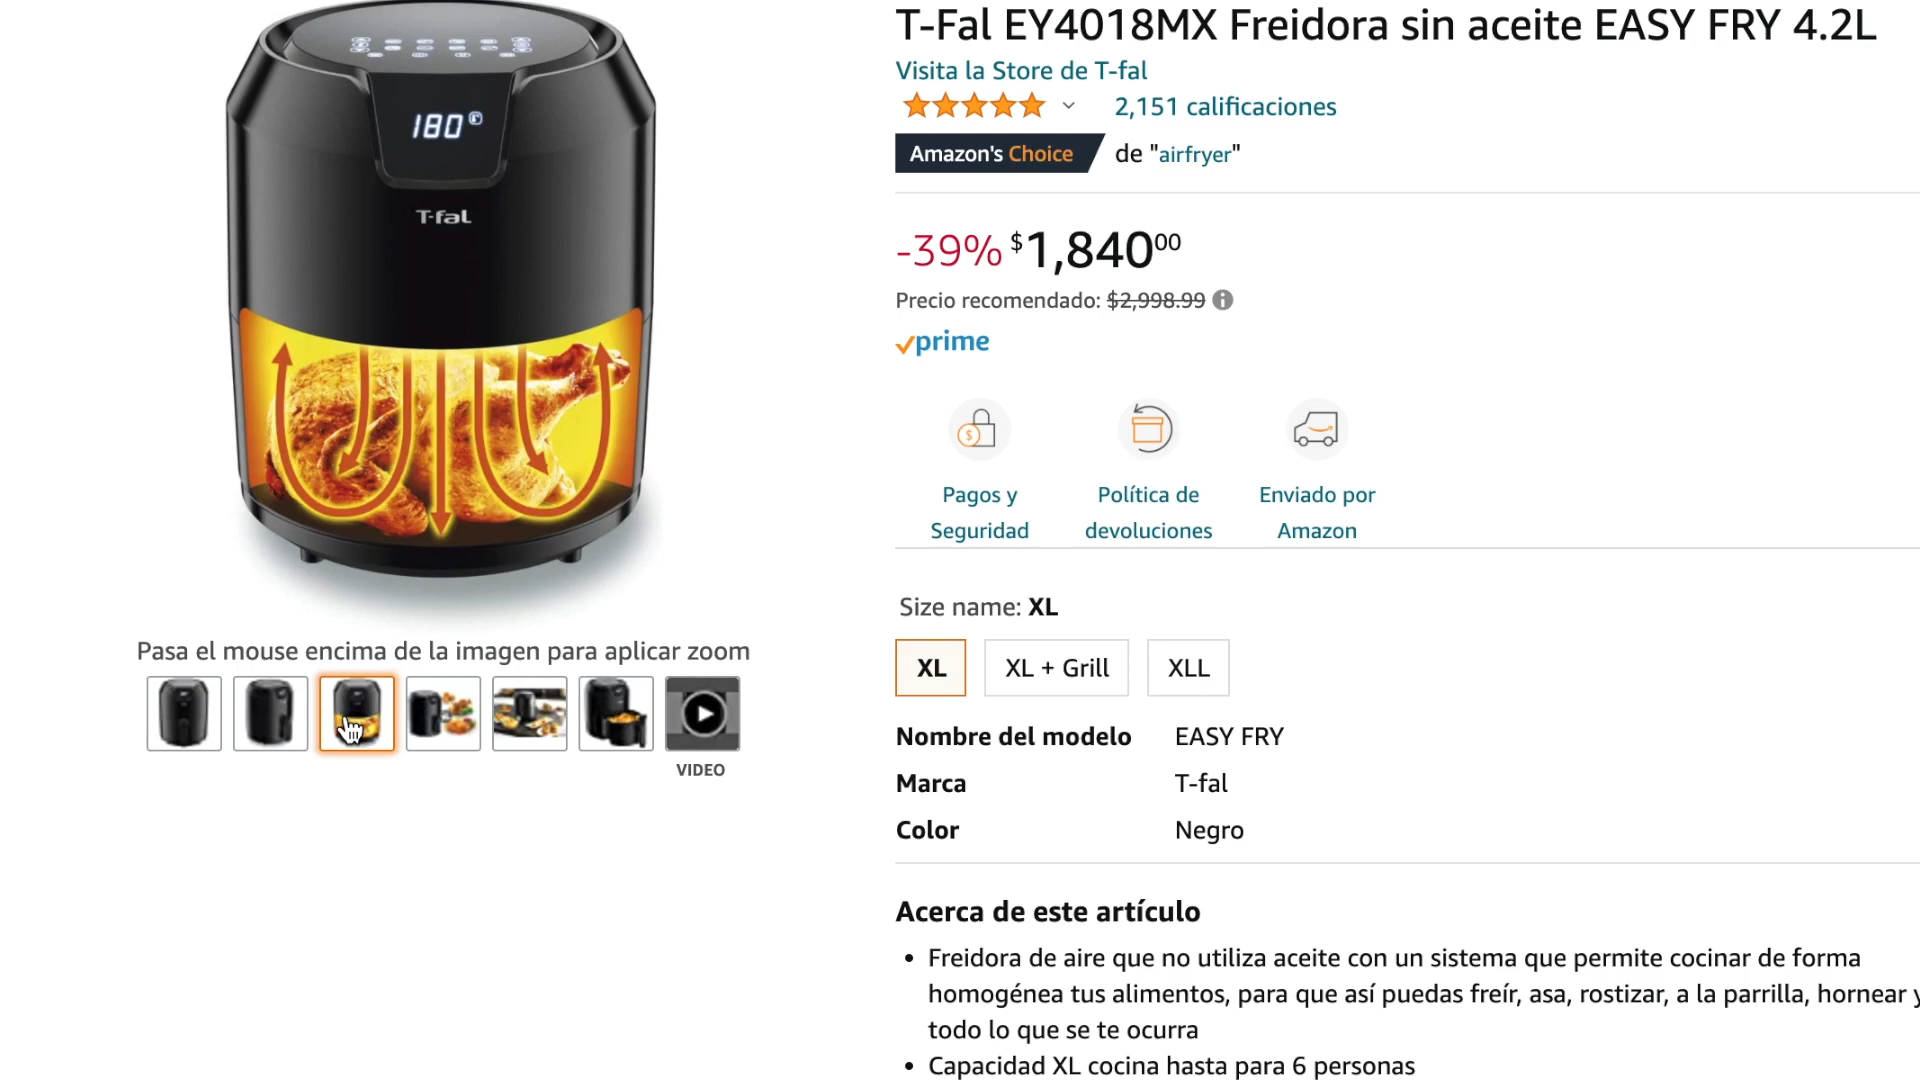 T-Fal EY4018MX Freidora sin aceite EASY FRY 4.2L
Visita la Store de T-fal
2,151 calificaciones
Amazon's Choice de "airfryer"
-39% $1,84000
Precio recomendado: $2,998.99
prime
Pagos y Seguridad
Política de devoluciones
Enviado por Amazon
Size name: XL
XL
XL + Grill
XLL
Nombre del modelo EASY FRY
Marca T-fal
Color Negro
Acerca de este artículo
• Freidora de aire que no utiliza aceite con un sistema que permite cocinar de forma
homogénea tus alimentos, para que así puedas freír, asa, rostizar, a la parrilla, hornear y
todo lo que se te ocurra
• Capacidad XL cocina hasta para 6 personas
180
T-fal
Pasa el mouse encima de la imagen para aplicar zoom
VIDEO